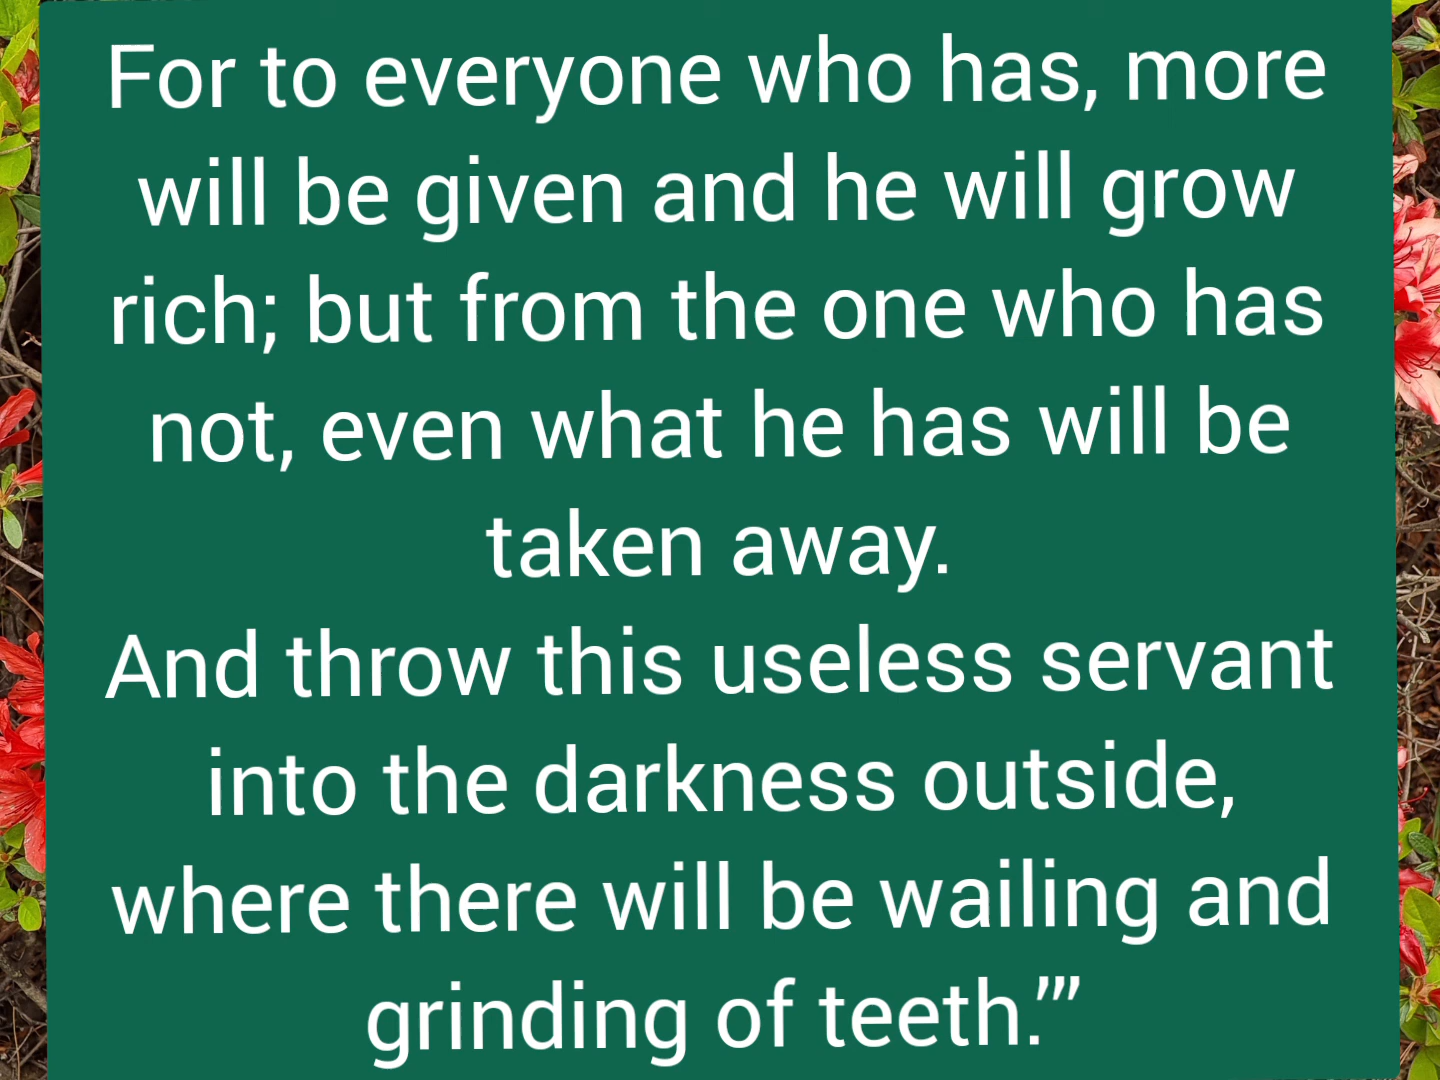 For to everyone who has, more
will be given and he will grow
rich; but from the one who has
not, even what he has will be
taken away.
And throw this useless servant
into the darkness outside,
where there will be wailing and
grinding of teeth.’”